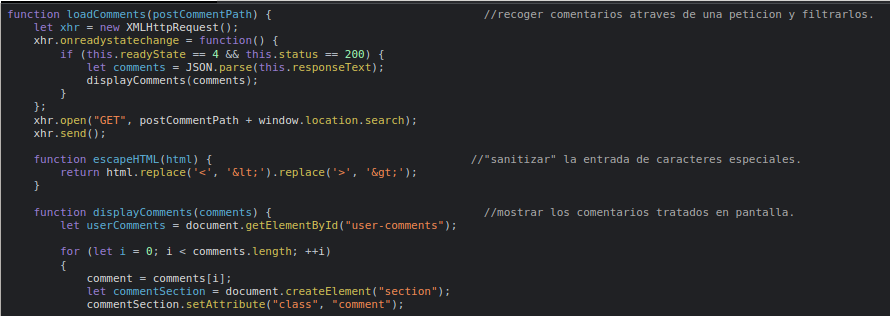 function loadComments(postCommentPath) { //recoger comentarios atraves de una peticion y filtrarlos.
let xhr = new XMLHttpRequest();
xhr.onreadystatechange = function() {
if (this.readyState == 4 && this.status == 200) {
let comments = JSON.parse(this.responseText);
displayComments(comments);
}
};
xhr.open("GET", postCommentPath + window.location.search);
xhr.send();
function escapeHTML(html) { //"sanitizar" la entrada de caracteres especiales.
return html.replace('<', '&lt;').replace('>', '&gt;');
}
function displayComments(comments) { //mostrar los comentarios tratados en pantalla.
let userComments = document.getElementById("user-comments");
for (let i = 0; i < comments.length; ++i)
{
comment = comments[i];
let commentSection = document.createElement("section");
commentSection.setAttribute("class", "comment");